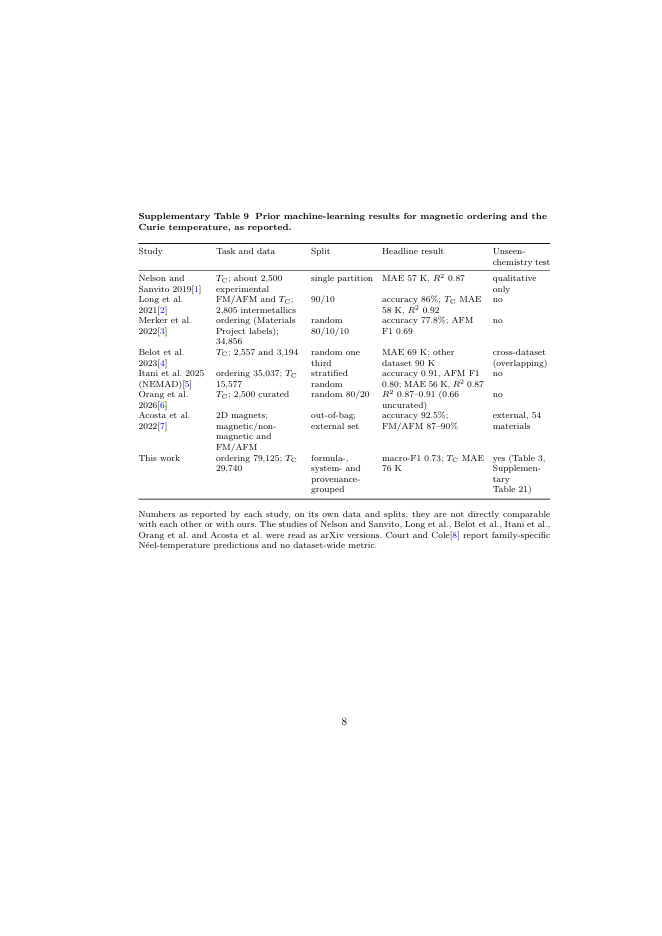 Supplementary Table 9 Prior machine-learning results for magnetic ordering and the
Curie temperature, as reported.
Study Task and data Split Headline result Unseen-
chemistry test
Nelson and T_C; about 2,500 single partition MAE 57 K, R² 0.87 qualitative
Sanvito 2019[1] experimental only
Long et al. FM/AFM and T_C; 90/10 accuracy 86%; T_C MAE no
2021[2] 2,805 intermetallics 58 K, R² 0.92
Merker et al. ordering (Materials random accuracy 77.8%; AFM no
2022[3] Project labels); 80/10/10 F1 0.69
34,856
Belot et al. T_C; 2,557 and 3,194 random one MAE 69 K; other cross-dataset
2023[4] third dataset 90 K (overlapping)
Itani et al. 2025 ordering 35,037; T_C stratified accuracy 0.91, AFM F1 no
(NEMAD)[5] 15,577 random 0.80; MAE 56 K, R² 0.87
Orang et al. T_C; 2,500 curated random 80/20 R² 0.87–0.91 (0.66 no
2026[6] uncurated)
Acosta et al. 2D magnets; out-of-bag; accuracy 92.5%; external, 54
2022[7] magnetic/non- external set FM/AFM 87–90% materials
magnetic and
FM/AFM
This work ordering 79,125; T_C formula-, macro-F1 0.73; T_C MAE yes (Table 3,
29,740 system- and 76 K Supplemen-
provenance- tary
grouped Table 21)
Numbers as reported by each study, on its own data and splits; they are not directly comparable
with each other or with ours. The studies of Nelson and Sanvito, Long et al., Belot et al., Itani et al.,
Orang et al. and Acosta et al. were read as arXiv versions. Court and Cole[8] report family-specific
Néel-temperature predictions and no dataset-wide metric.
8